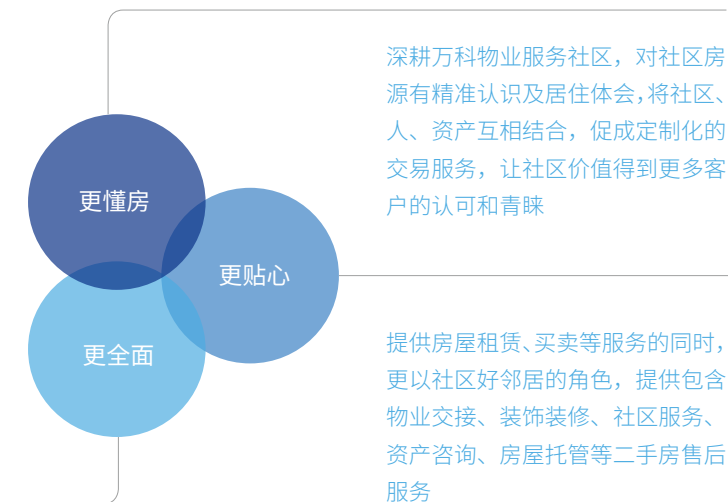 更懂房
更贴心
更全面
深耕万科物业服务社区，对社区房
源有精准认识及居住体会，将社区、
人、资产互相结合，促成定制化的
交易服务，让社区价值得到更多客
户的认可和青睐
提供房屋租赁、买卖等服务的同时，
更以社区好邻居的角色，提供包含
物业交接、装饰装修、社区服务、
资产咨询、房屋托管等二手房售后
服务